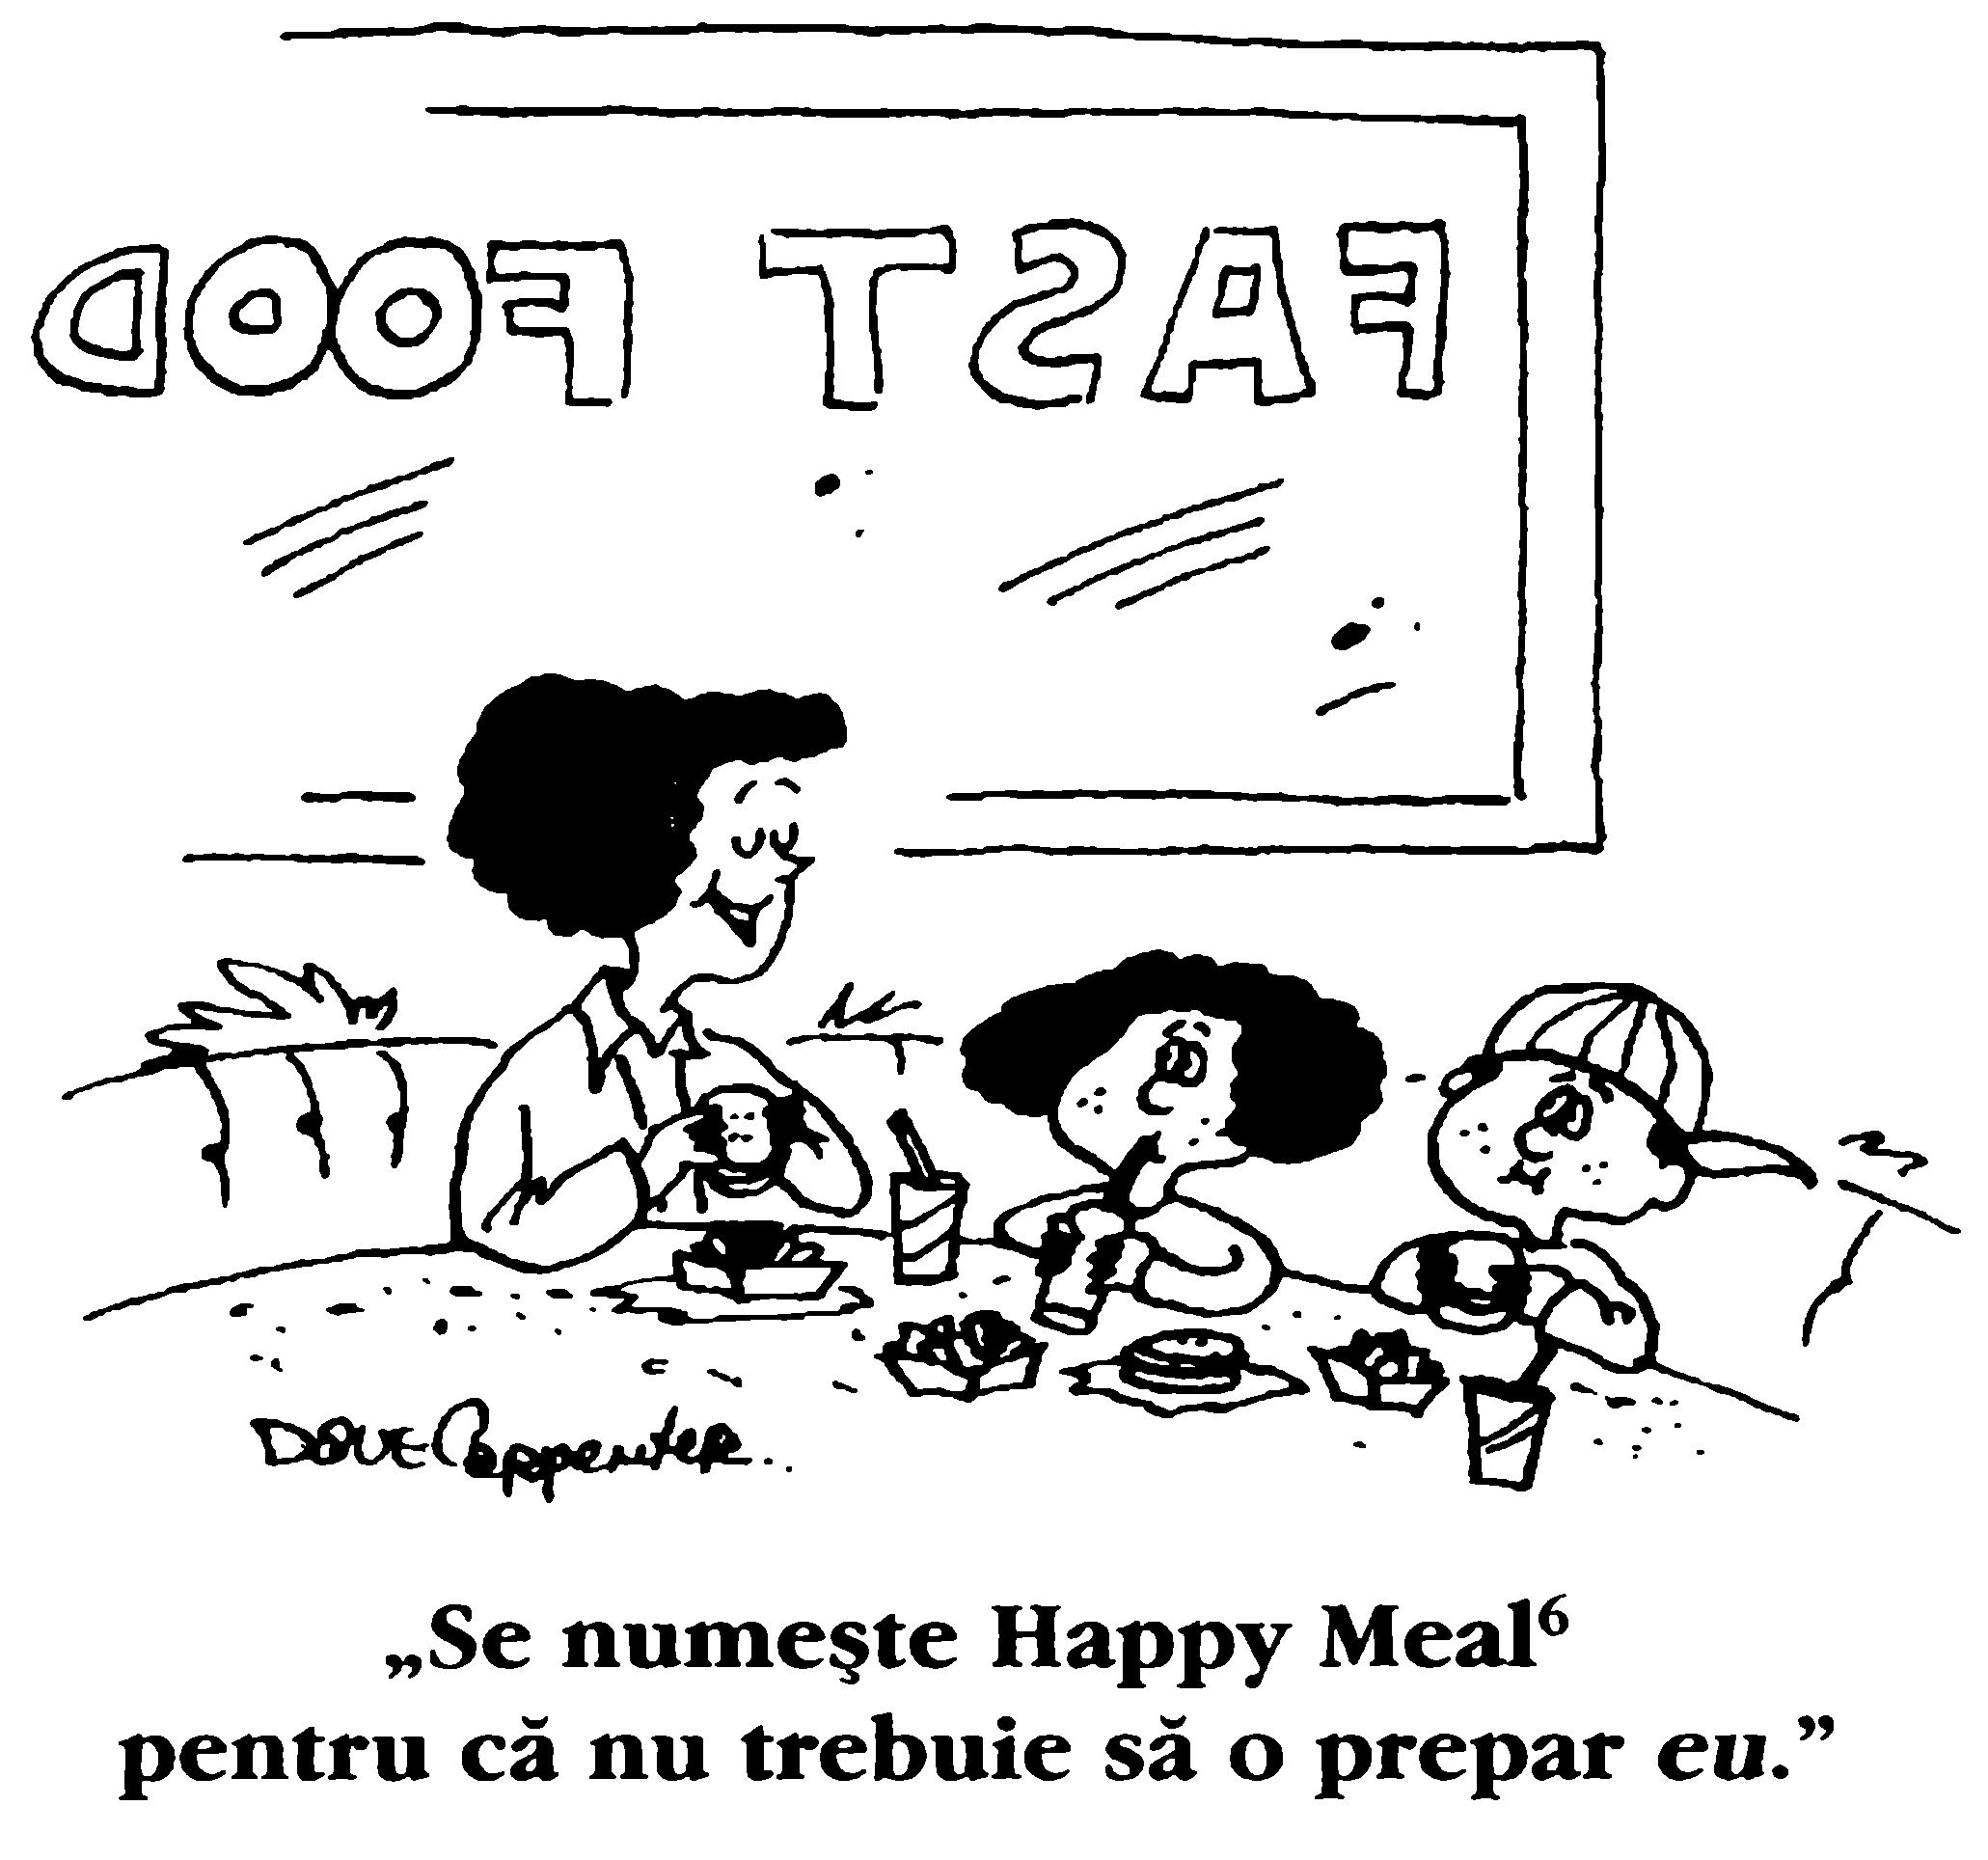 FAST FOOD
Dave Carpenter..
„Se numeşte Happy Meal⁶
pentru că nu trebuie să o prepar eu.”